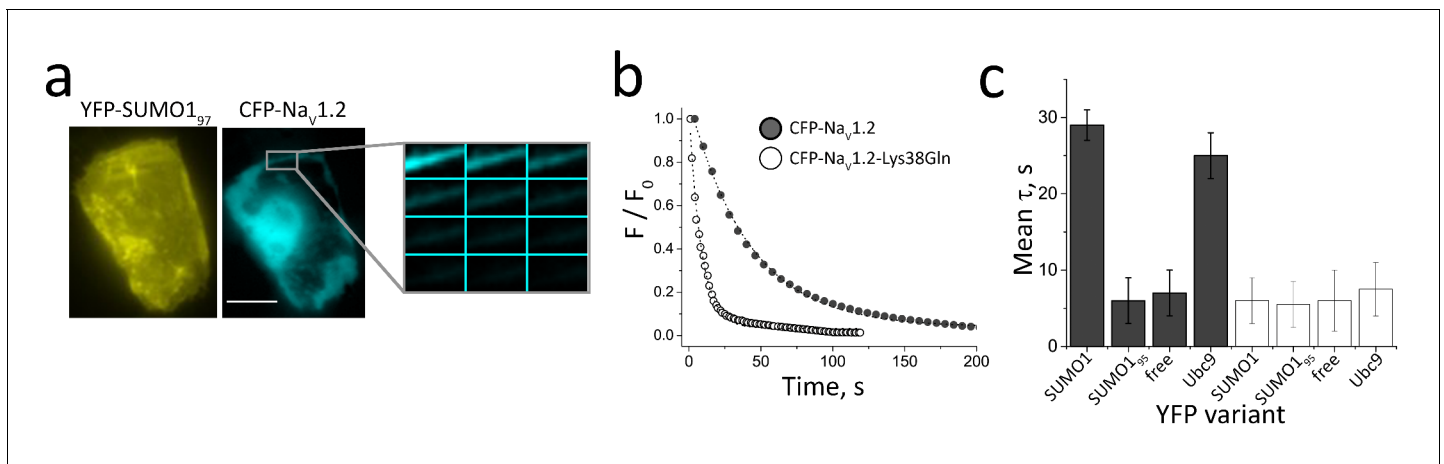 a
YFP-SUMO1₉₇
CFP-Naᵥ1.2
b
1.0
0.8
0.6
0.4
0.2
0.0
F / F₀
0
50
100
150
200
Time, s
CFP-Naᵥ1.2
CFP-Naᵥ1.2-Lys38Gln
c
30
20
10
0
Mean τ, s
SUMO1
SUMO1₉₅
free
Ubc9
SUMO1
SUMO1₉₅
free
Ubc9
YFP variant